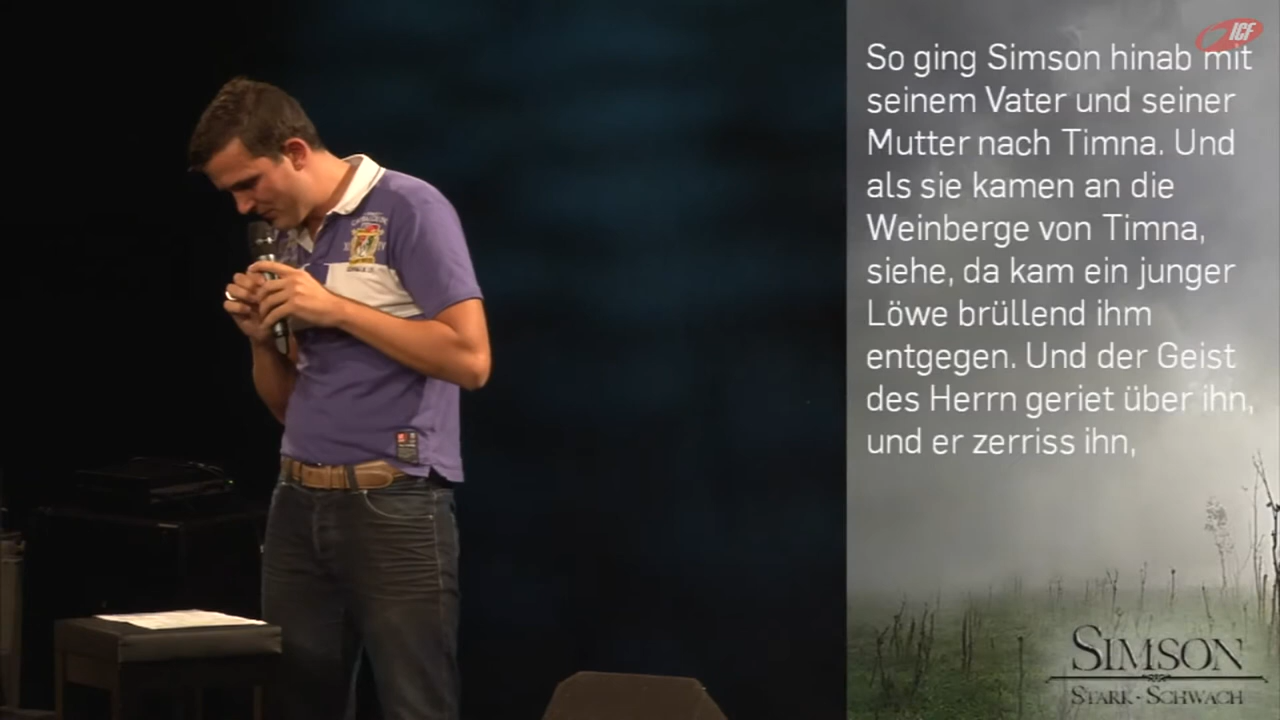 ICF
So ging Simson hinab mit
seinem Vater und seiner
Mutter nach Timna. Und
als sie kamen an die
Weinberge von Timna,
siehe, da kam ein junger
Löwe brüllend ihm
entgegen. Und der Geist
des Herrn geriet über ihn,
und er zerriss ihn,
SIMSON
STARK - SCHWACH